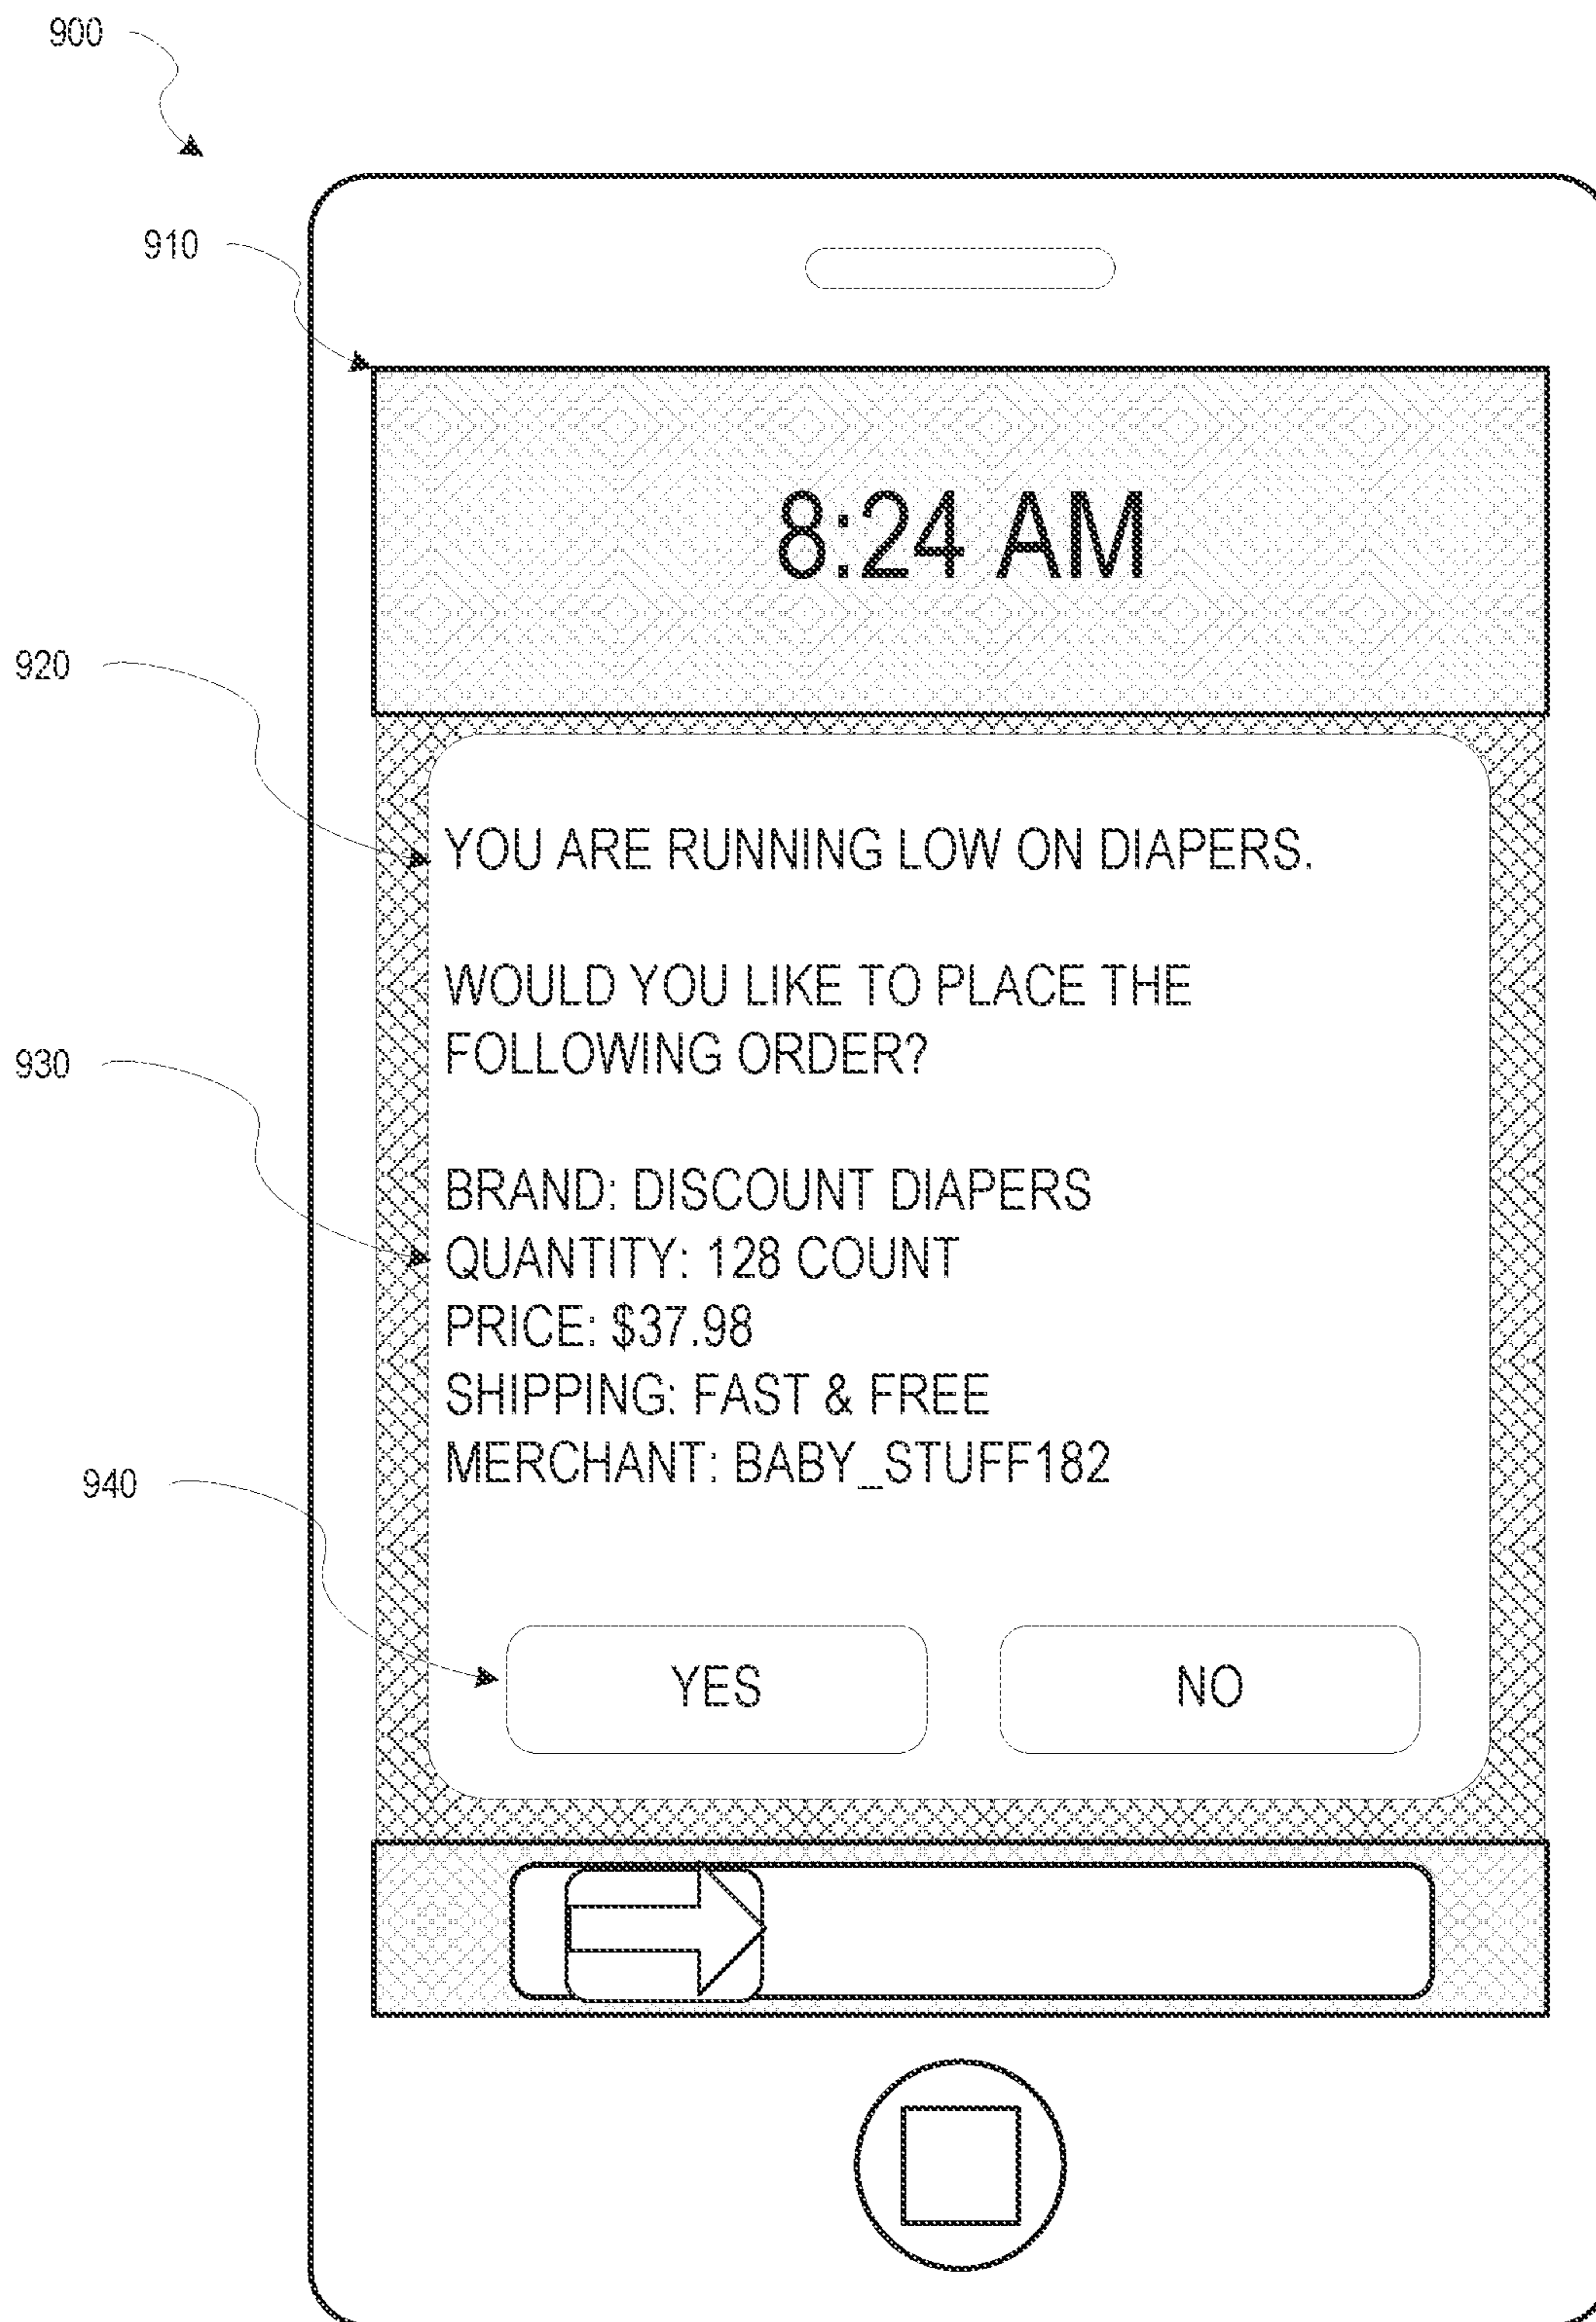 900
910
8:24 AM
920
YOU ARE RUNNING LOW ON DIAPERS.
WOULD YOU LIKE TO PLACE THE
FOLLOWING ORDER?
930
BRAND: DISCOUNT DIAPERS
QUANTITY: 128 COUNT
PRICE: $37.98
SHIPPING: FAST & FREE
MERCHANT: BABY_STUFF182
940
YES
NO